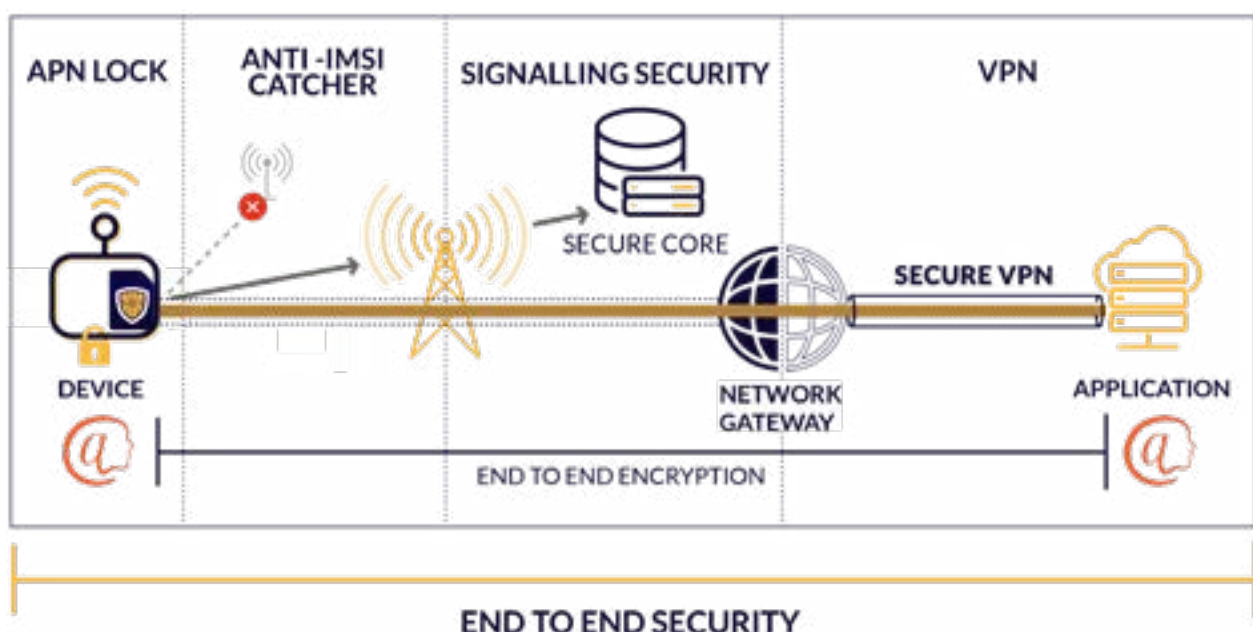 APN LOCK
ANTI -IMSI
CATCHER
SIGNALLING SECURITY
VPN
SECURE CORE
SECURE VPN
DEVICE
NETWORK
GATEWAY
APPLICATION
@
@
END TO END ENCRYPTION
END TO END SECURITY